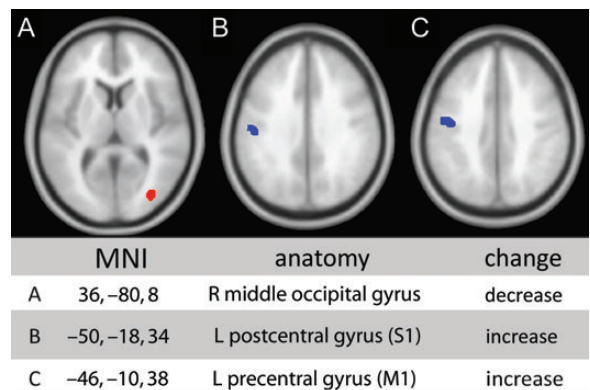 A B C
MNI anatomy change
A 36, –80, 8 R middle occipital gyrus decrease
B –50, –18, 34 L postcentral gyrus (S1) increase
C –46, –10, 38 L precentral gyrus (M1) increase